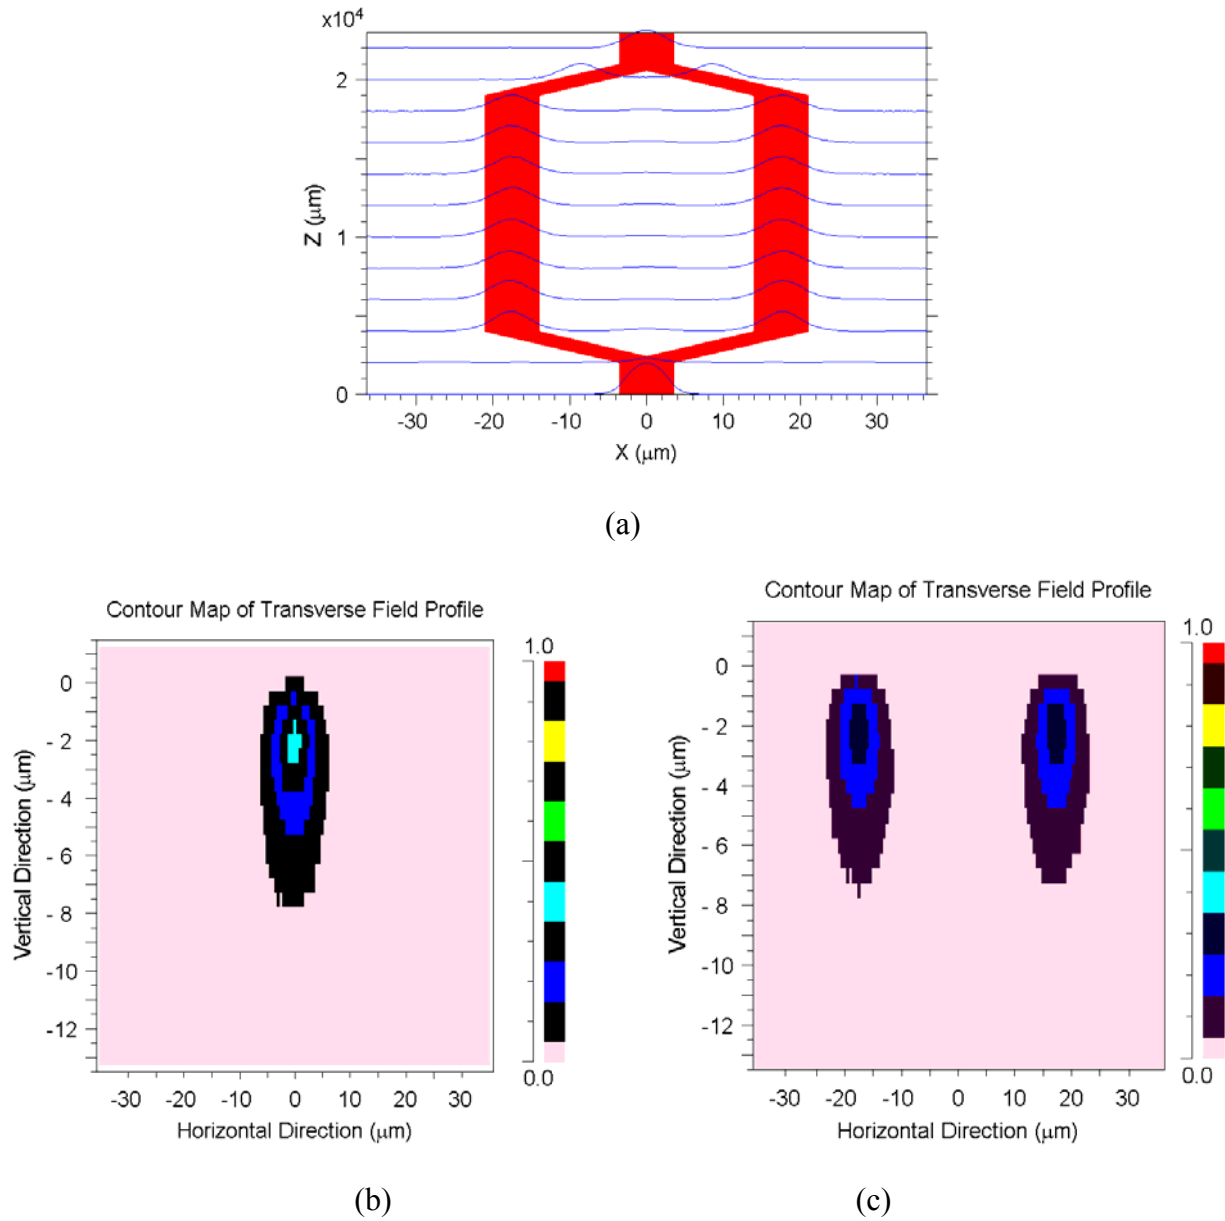 x10⁴
2
1
0
Z (μm)
-30 -20 -10 0 10 20 30
X (μm)
(a)
Contour Map of Transverse Field Profile
1.0
0
- 2
- 4
- 6
- 8
-10
-12
Vertical Direction (μm)
0.0
-30 -20 -10 0 10 20 30
Horizontal Direction (μm)
(b)
Contour Map of Transverse Field Profile
1.0
0
- 2
- 4
- 6
- 8
-10
-12
Vertical Direction (μm)
0.0
-30 -20 -10 0 10 20 30
Horizontal Direction (μm)
(c)